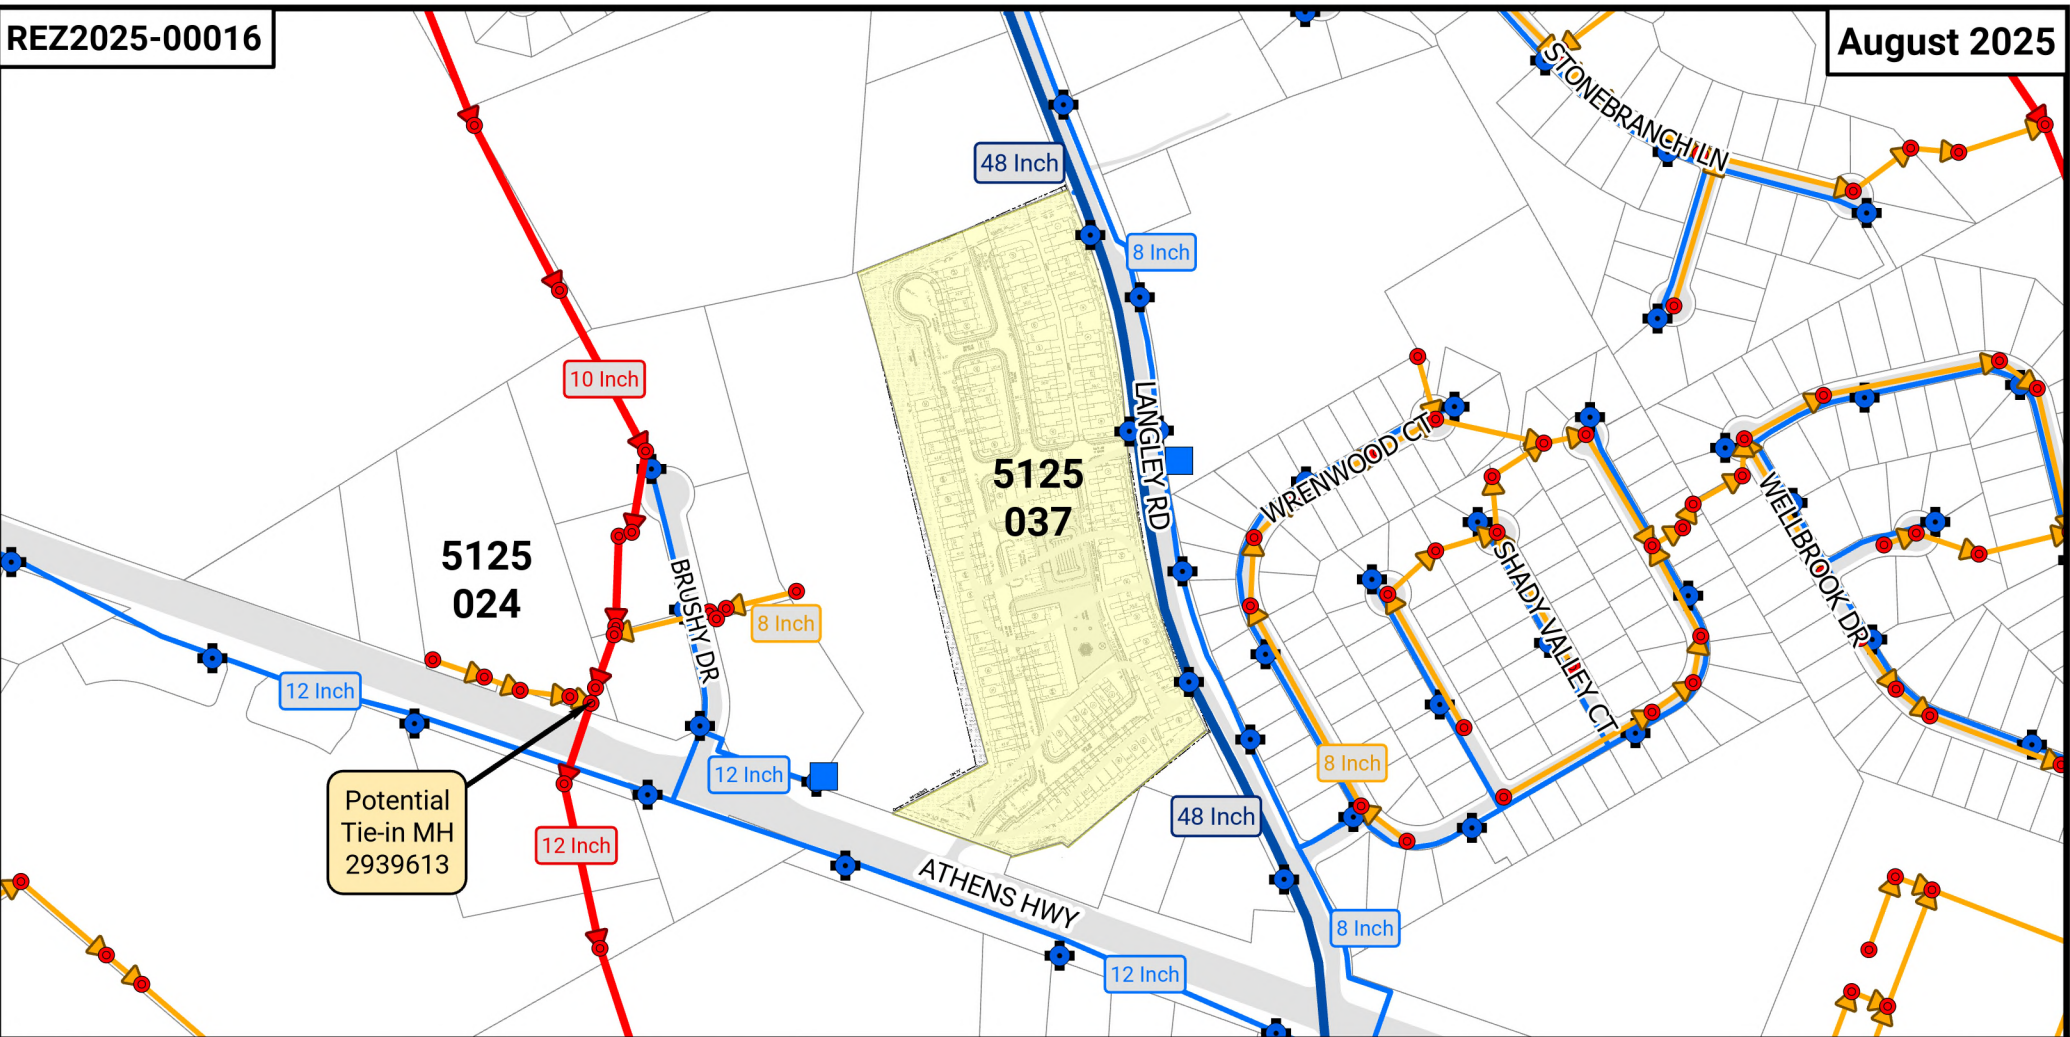 REZ2025-00016
August 2025
STONEBRANCH LN
48 Inch
8 Inch
10 Inch
LANGLEY RD
WRENWOOD CT
5125
037
WELLBROOK DR
5125
024
BRUSHY DR
SHADY VALLEY CT
8 Inch
12 Inch
12 Inch
8 Inch
Potential
Tie-in MH
2939613
48 Inch
12 Inch
ATHENS HWY
8 Inch
12 Inch